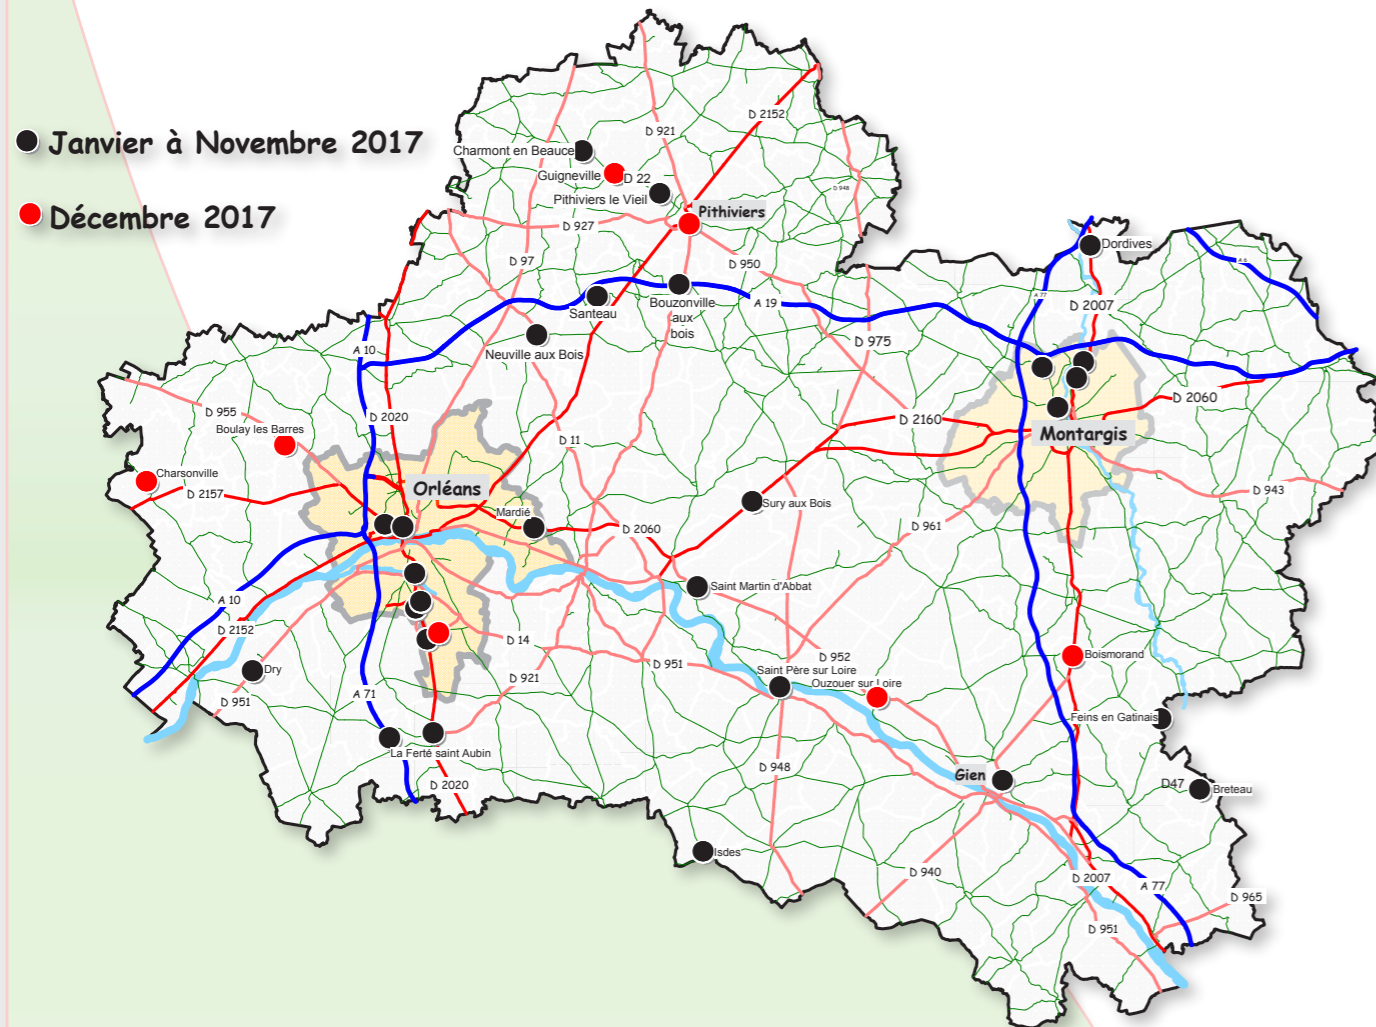 Janvier à Novembre 2017
Décembre 2017
D 2152
D 921
Charmont en Beauce
Guigneville
D 22
D 948
Pithiviers le Vieil
Pithiviers
D 927
Dordives
D 97
D 950
A 6
A 77
A 19
D 2007
Santeau
Bouzonville
aux
bois
D 975
A 10
Neuville aux Bois
D 2060
D 955
D 2020
D 2160
Boulay les Barres
D 11
Montargis
Charsonville
Orléans
D 2157
D 943
Sury aux Bois
Mardié
D 2060
D 961
Saint Martin d'Abbat
A 10
D 2152
D 14
D 952
Boismorand
D 951
Saint Père sur Loire
Dry
D 921
Ouzouer sur Loire
A 71
D 951
Feins en Gatinais
La Ferté saint Aubin
D 948
Gien
D 2020
D47
Breteau
Isdes
D 940
D 2007
A 77
D 965
D 951